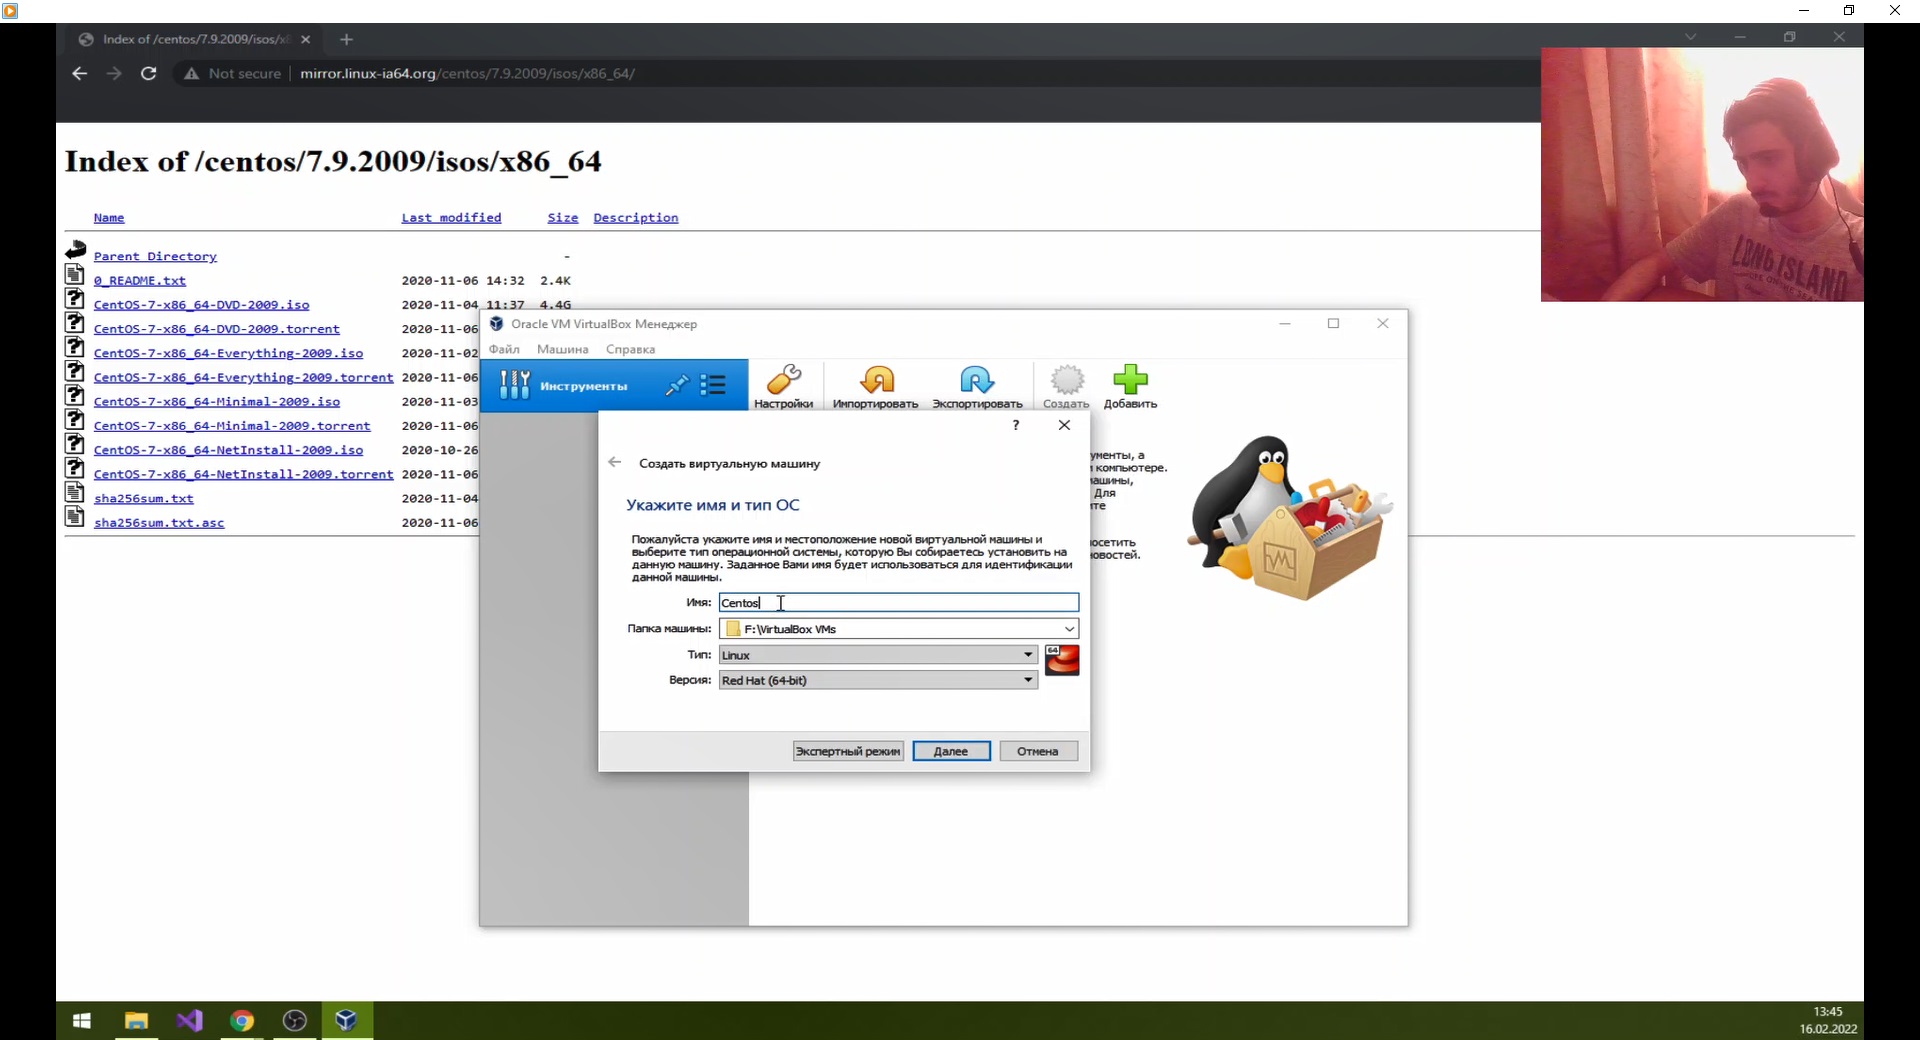 Index of /centos/7.9.2009/isos/x8
Not secure mirror.linux-ia64.org/centos/7.9.2009/isos/x86_64/
Index of /centos/7.9.2009/isos/x86_64
Name Last modified Size Description
Parent Directory -
0_README.txt 2020-11-06 14:32 2.4K
CentOS-7-x86_64-DVD-2009.iso 2020-11-04 11:37 4.4G
CentOS-7-x86_64-DVD-2009.torrent 2020-11-06
CentOS-7-x86_64-Everything-2009.iso 2020-11-02
CentOS-7-x86_64-Everything-2009.torrent 2020-11-06
CentOS-7-x86_64-Minimal-2009.iso 2020-11-03
CentOS-7-x86_64-Minimal-2009.torrent 2020-11-06
CentOS-7-x86_64-NetInstall-2009.iso 2020-10-26
CentOS-7-x86_64-NetInstall-2009.torrent 2020-11-06
sha256sum.txt 2020-11-04
sha256sum.txt.asc 2020-11-06
LONG ISLAND
Oracle VM VirtualBox Менеджер
Файл Машина Справка
Инструменты
Настройки Импортировать Экспортировать Создать Добавить
ументы, а
компьютере.
ашины,
Для
те
осетить
овостей.
?
Создать виртуальную машину
Укажите имя и тип ОС
Пожалуйста укажите имя и местоположение новой виртуальной машины и
выберите тип операционной системы, которую Вы собираетесь установить на
данную машину. Заданное Вами имя будет использоваться для идентификации
данной машины.
Имя: Centos
Папка машины: F:\VirtualBox VMs
Тип: Linux
64
Версия: Red Hat (64-bit)
Экспертный режим Далее Отмена
13:45
16.02.2022